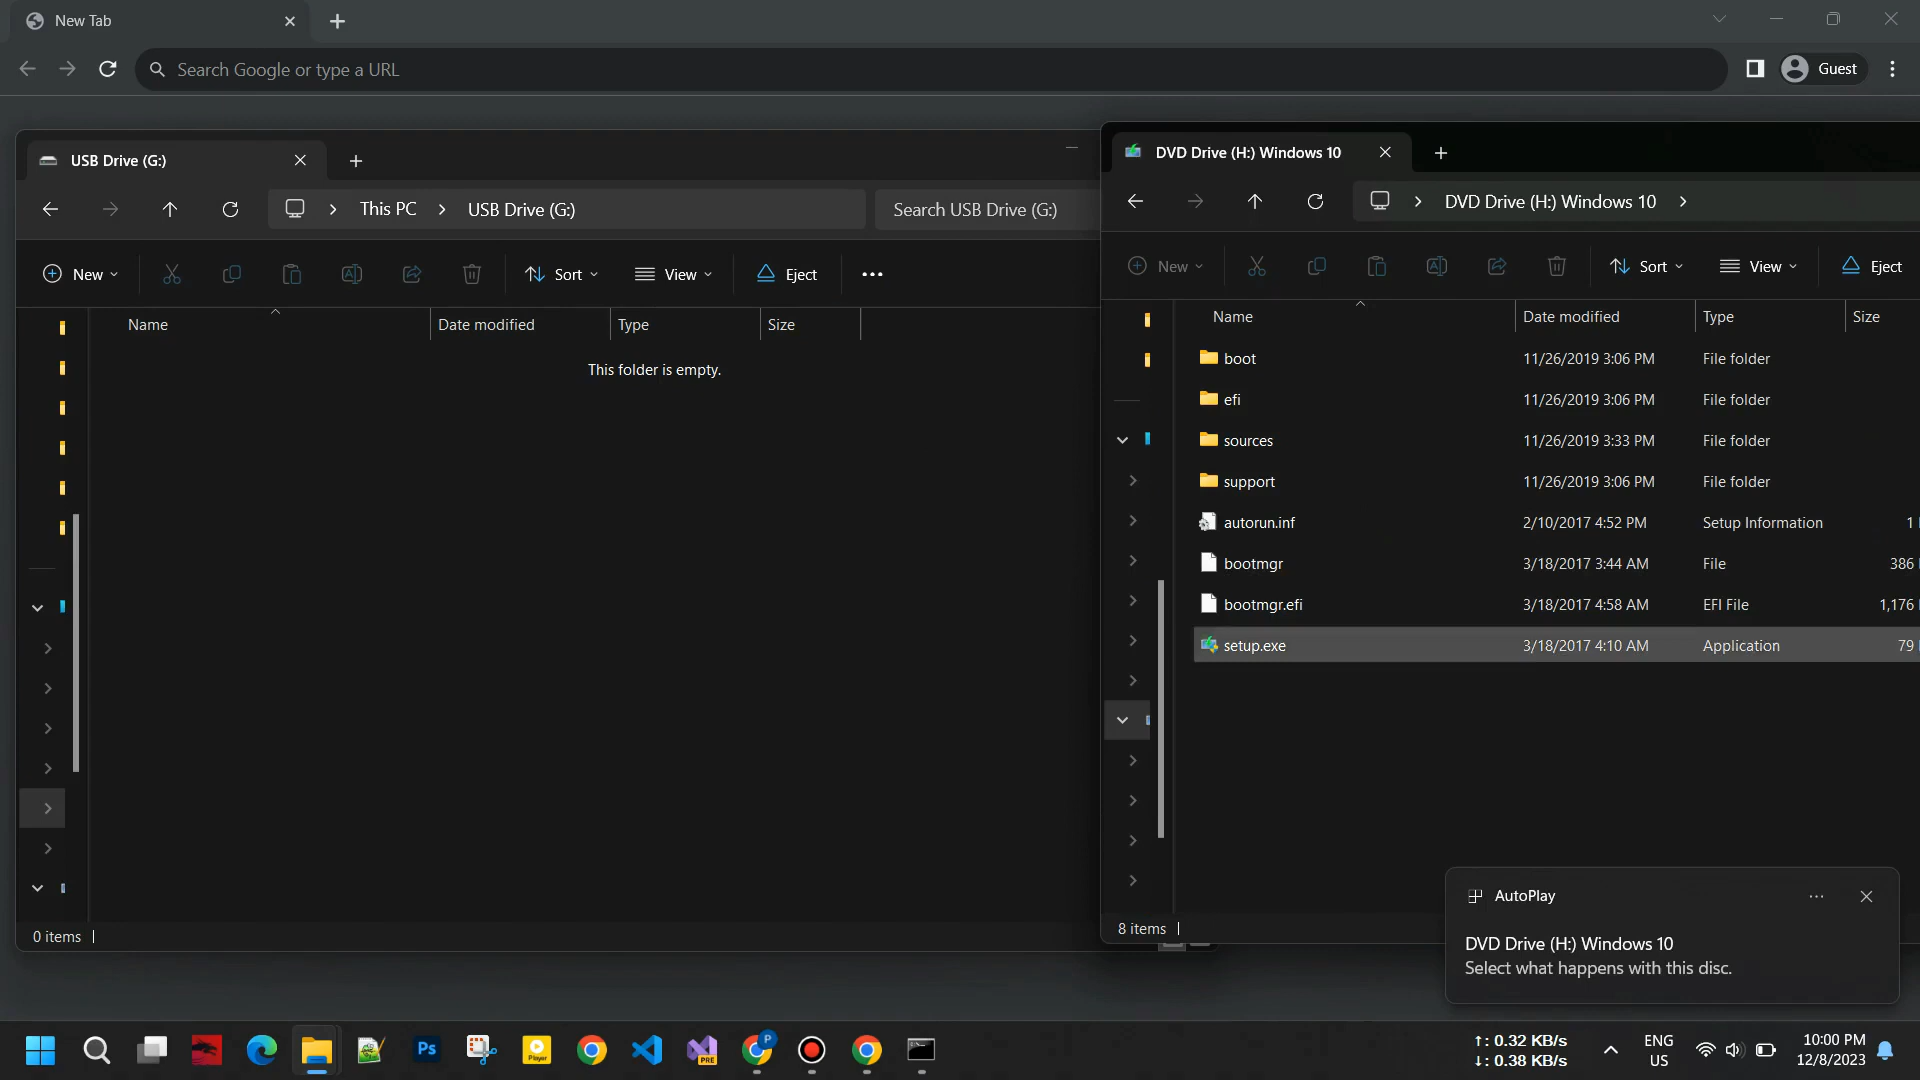 New Tab
Search Google or type a URL
Guest
USB Drive (G:)
This PC
USB Drive (G:)
Search USB Drive (G:)
New
Sort
View
Eject
Name
Date modified
Type
Size
This folder is empty.
0 items
DVD Drive (H:) Windows 10
DVD Drive (H:) Windows 10
New
Sort
View
Eject
Name
Date modified
Type
Size
boot 11/26/2019 3:06 PM File folder
efi 11/26/2019 3:06 PM File folder
sources 11/26/2019 3:33 PM File folder
support 11/26/2019 3:06 PM File folder
autorun.inf 2/10/2017 4:52 PM Setup Information 1
bootmgr 3/18/2017 3:44 AM File 386
bootmgr.efi 3/18/2017 4:58 AM EFI File 1,176
setup.exe 3/18/2017 4:10 AM Application 79
8 items
AutoPlay
DVD Drive (H:) Windows 10
Select what happens with this disc.
Ps
Player
PRE
P
↑: 0.32 KB/s
↓: 0.38 KB/s
ENG
US
10:00 PM
12/8/2023